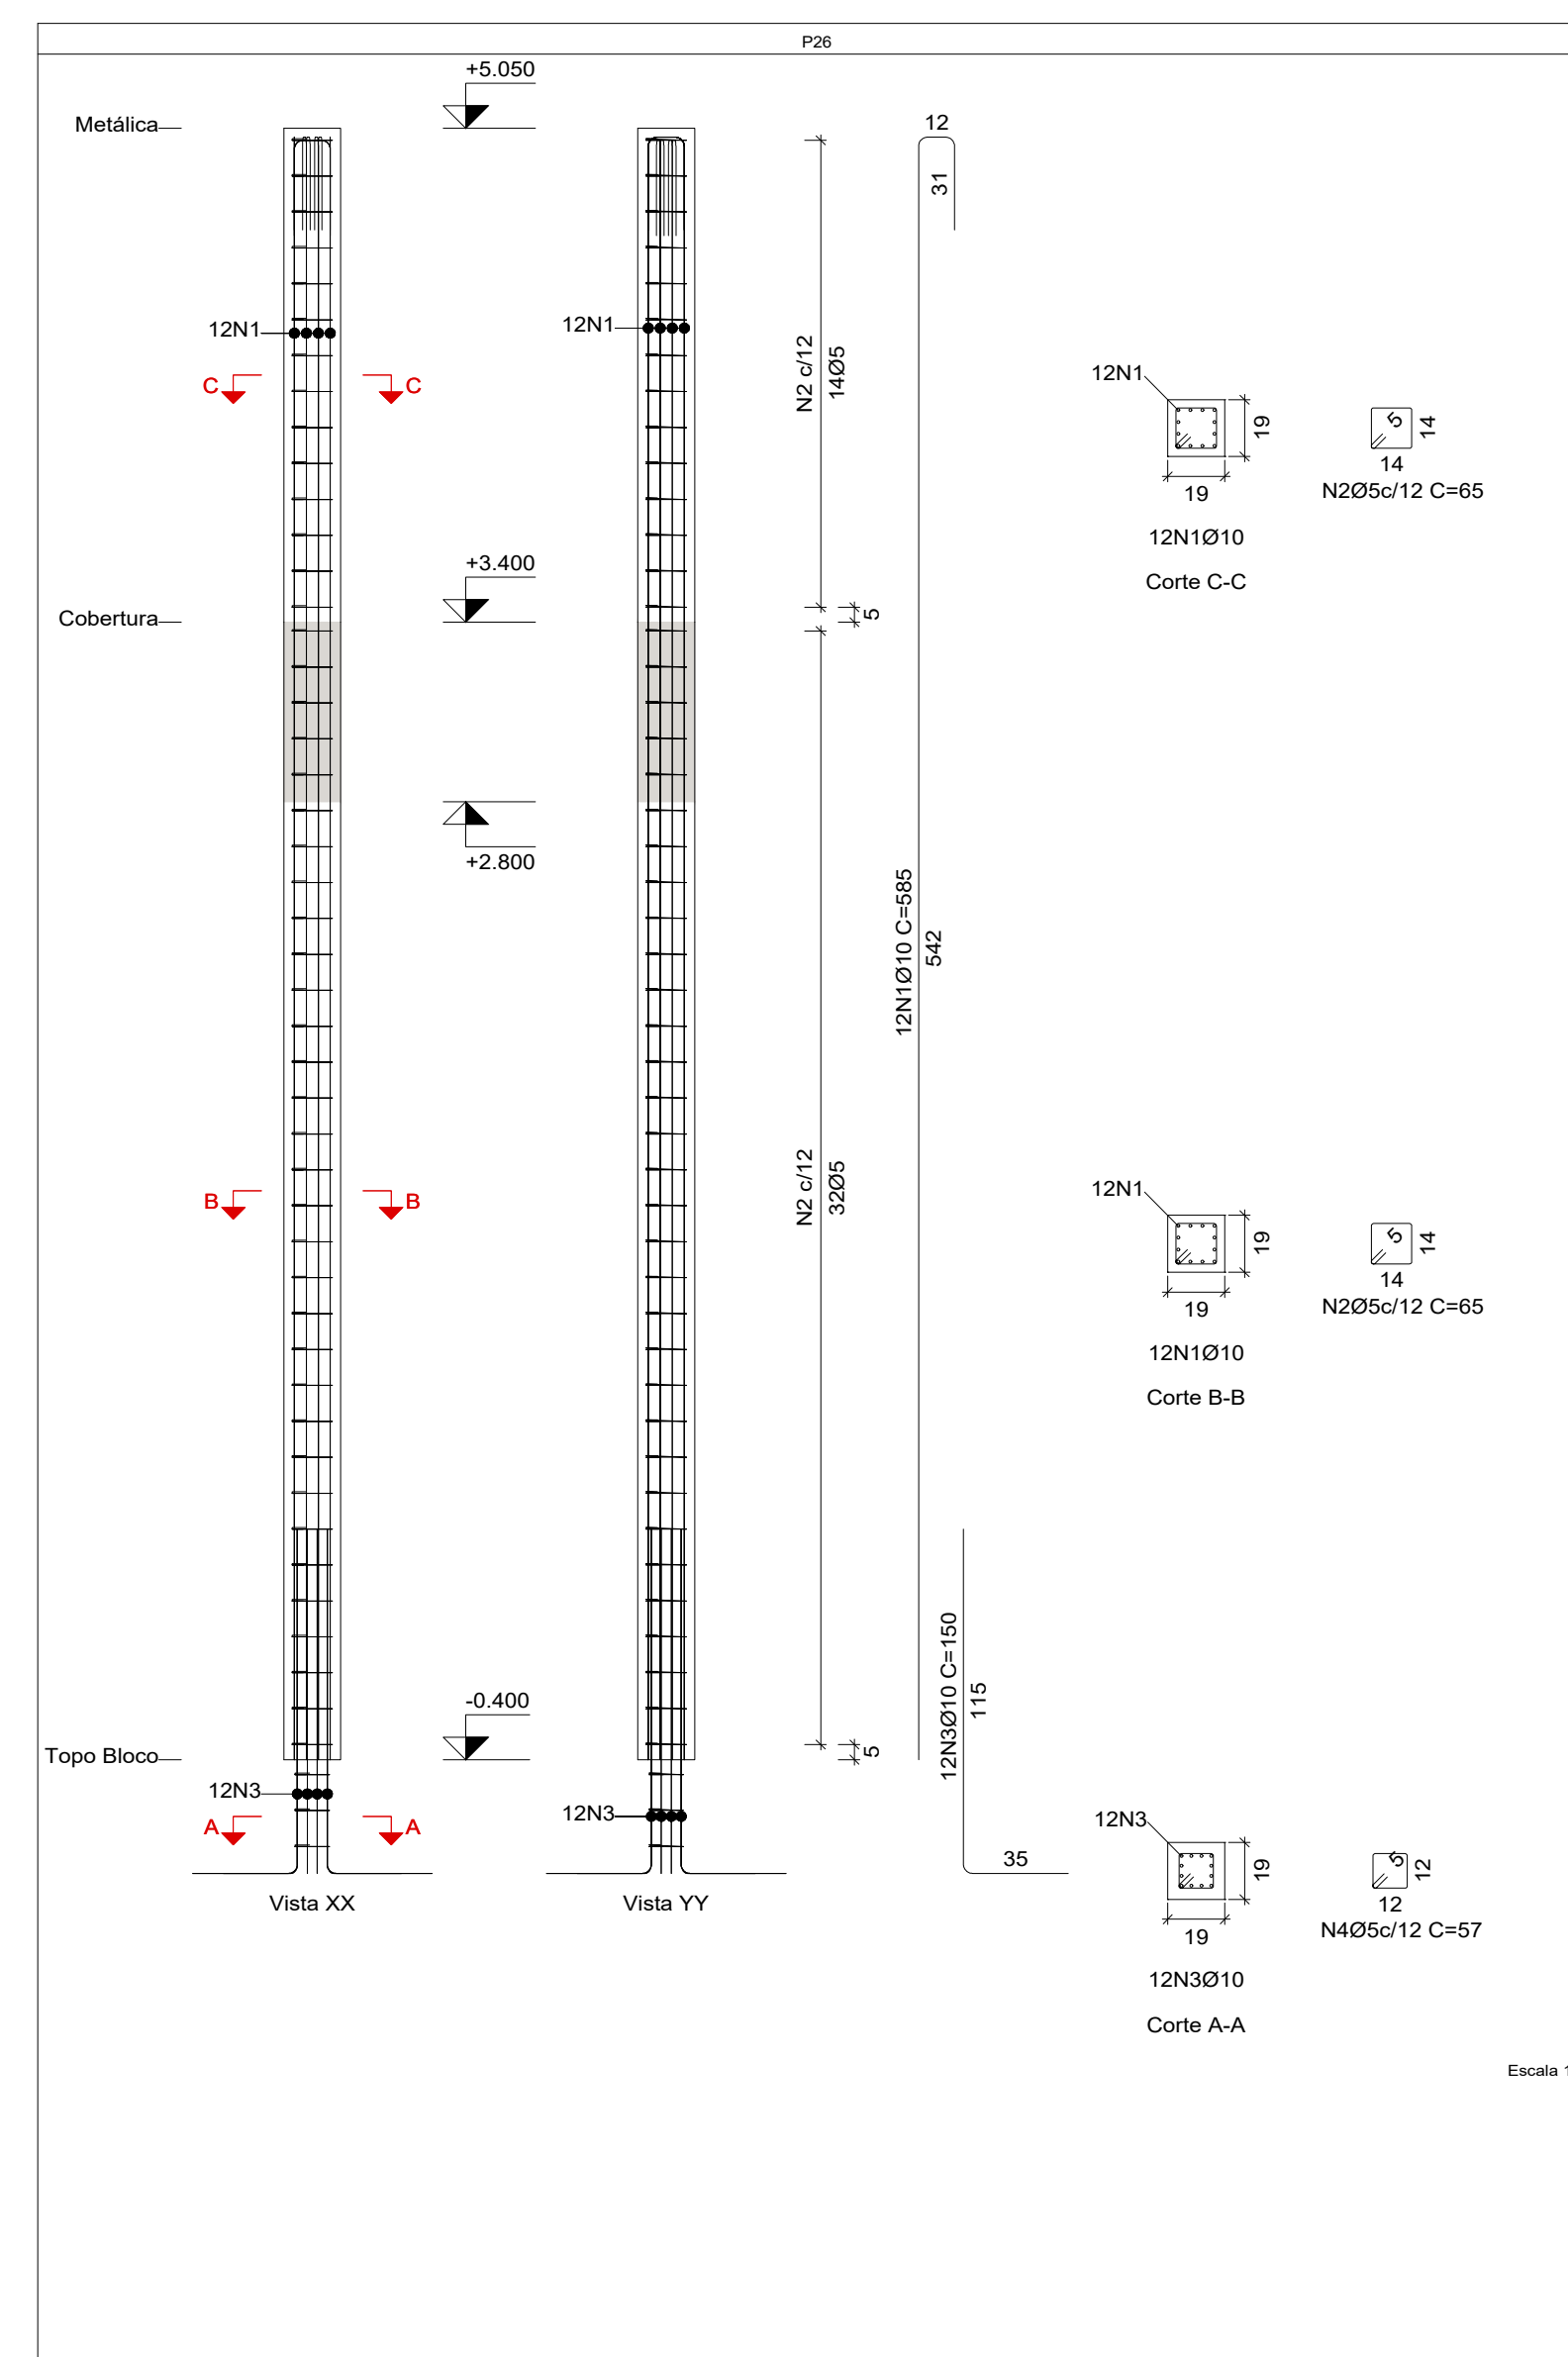 P26
+5.050
Metálica
12
31
12N1
12N1
N2 c/12
14Ø5
C
C
12N1
19
19
5
14
14
N2Ø5c/12 C=65
12N1Ø10
Corte C-C
+3.400
Cobertura
5
+2.800
12N1Ø10 C=585
542
B
B
N2 c/12
32Ø5
12N1
19
19
5
14
14
N2Ø5c/12 C=65
12N1Ø10
Corte B-B
12N3Ø10 C=150
115
-0.400
Topo Bloco
5
12N3
12N3
A
A
35
12N3
19
19
5
12
12
N4Ø5c/12 C=57
12N3Ø10
Corte A-A
Vista XX
Vista YY
Escala 1